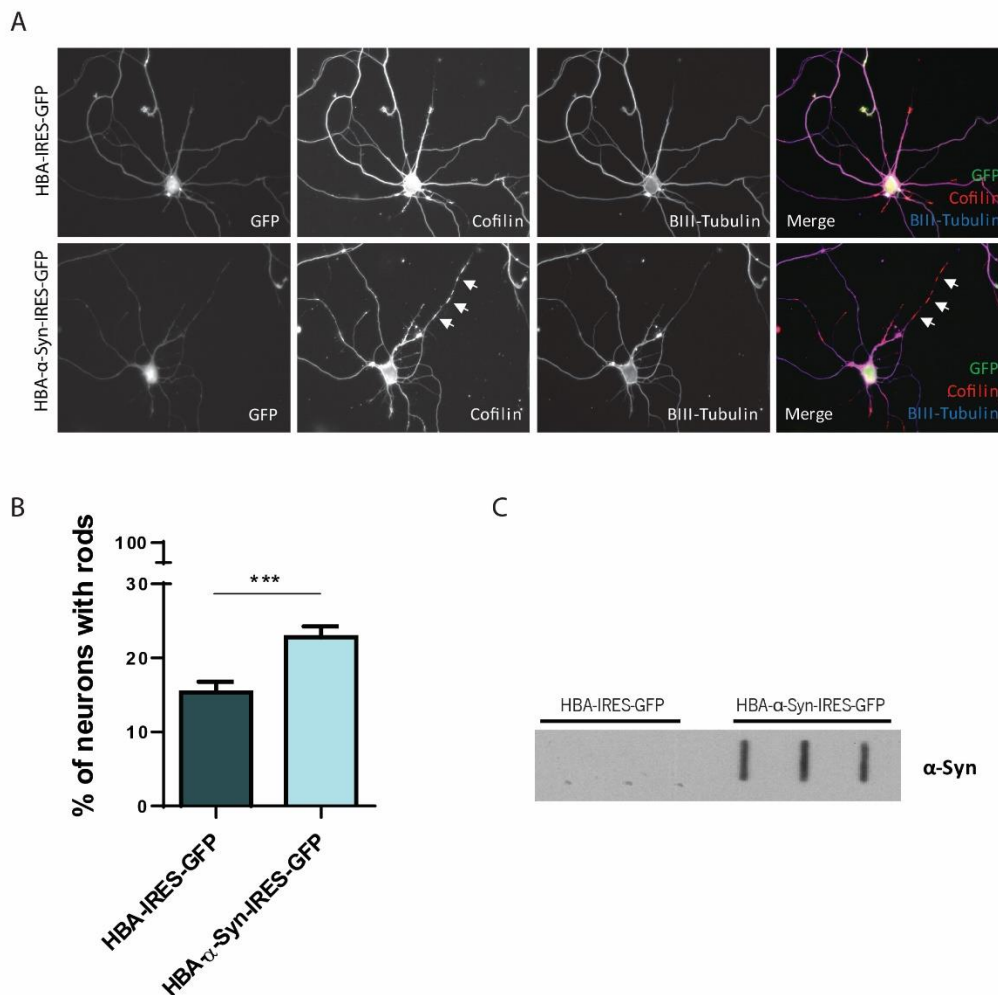 A
HBA-IRES-GFP
GFP
Cofilin
BIII-Tubulin
Merge
GFP
Cofilin
BIII-Tubulin
HBA-α-Syn-IRES-GFP
GFP
Cofilin
BIII-Tubulin
Merge
GFP
Cofilin
BIII-Tubulin
B
% of neurons with rods
100
30
20
10
0
***
HBA-IRES-GFP
HBA-α-Syn-IRES-GFP
C
HBA-IRES-GFP
HBA-α-Syn-IRES-GFP
α-Syn